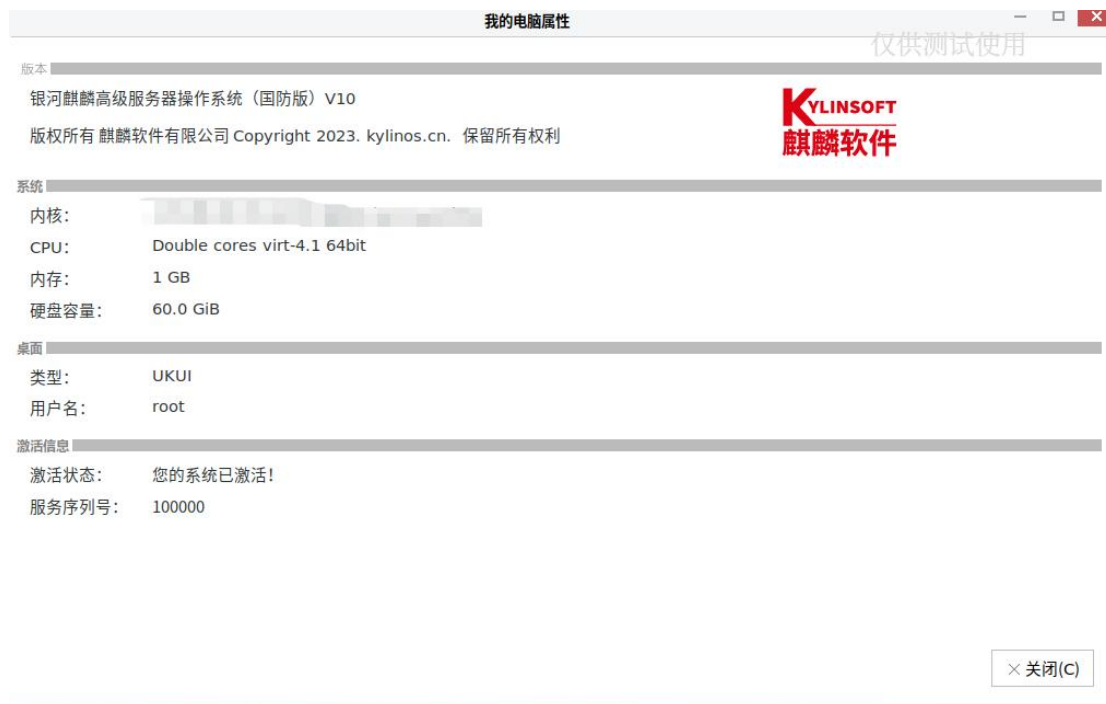 我的电脑属性
仅供测试使用
版本
银河麒麟高级服务器操作系统（国防版）V10
版权所有 麒麟软件有限公司 Copyright 2023. kylinos.cn. 保留所有权利
KYLINSOFT
麒麟软件
系统
内核：
CPU： Double cores virt-4.1 64bit
内存： 1 GB
硬盘容量： 60.0 GiB
桌面
类型： UKUI
用户名： root
激活信息
激活状态： 您的系统已激活！
服务序列号： 100000
关闭(C)